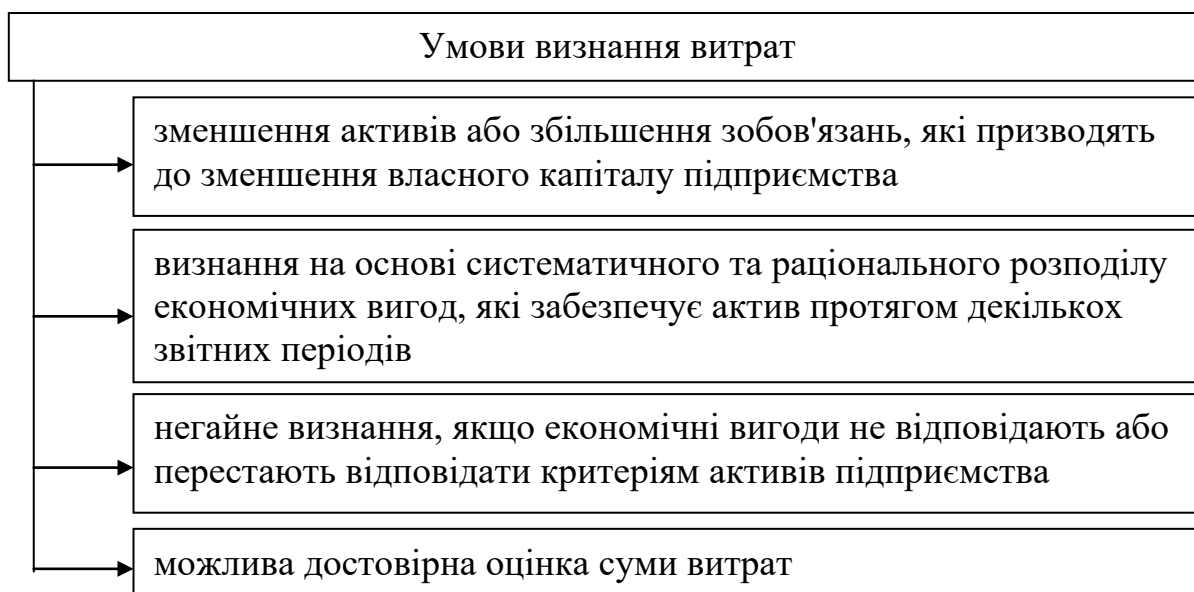 Умови визнання витрат
зменшення активів або збільшення зобов'язань, які призводять
до зменшення власного капіталу підприємства
визнання на основі систематичного та раціонального розподілу
економічних вигод, які забезпечує актив протягом декількох
звітних періодів
негайне визнання, якщо економічні вигоди не відповідають або
перестають відповідати критеріям активів підприємства
можлива достовірна оцінка суми витрат